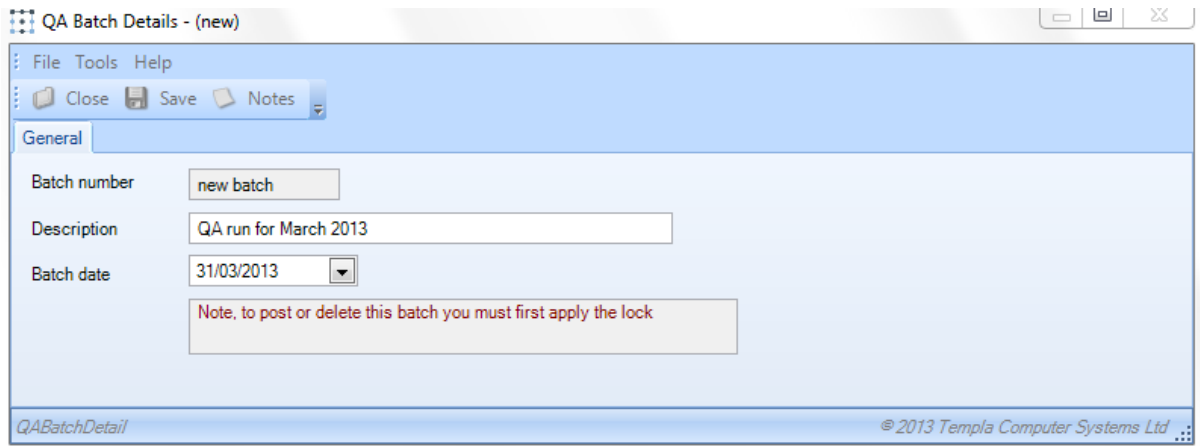 QA Batch Details - (new)
File Tools Help
Close Save Notes
General
Batch number new batch
Description QA run for March 2013
Batch date 31/03/2013
Note, to post or delete this batch you must first apply the lock
QABatchDetail © 2013 Templa Computer Systems Ltd